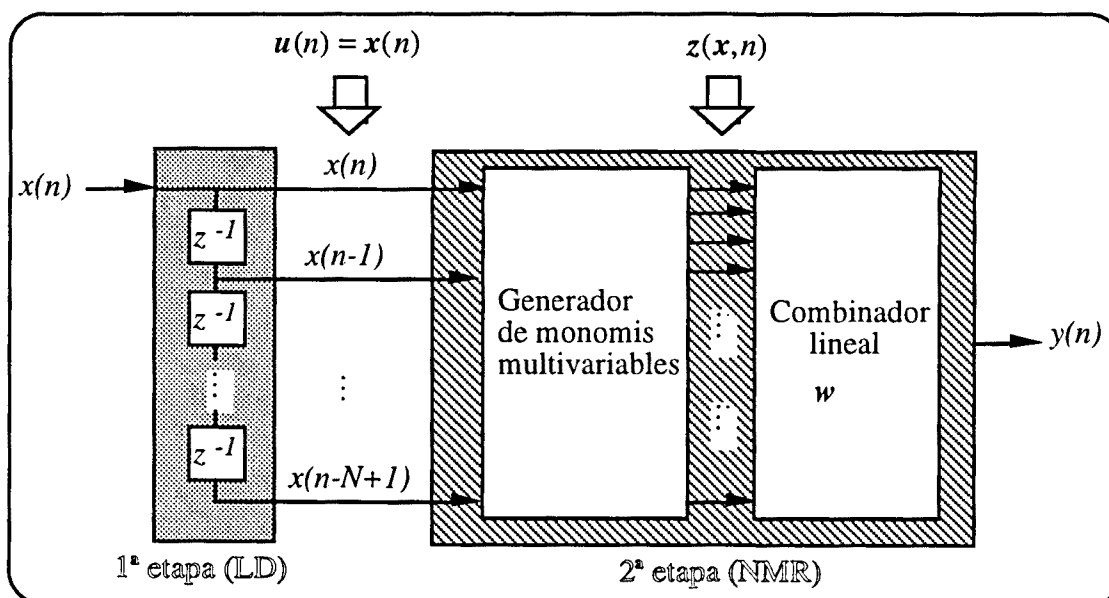 u(n) = x(n)
z(x,n)
x(n)
x(n)
z -1
x(n-1)
z -1
z -1
x(n-N+1)
Generador
de monomis
multivariables
Combinador
lineal
w
y(n)
1ª etapa (LD)
2ª etapa (NMR)